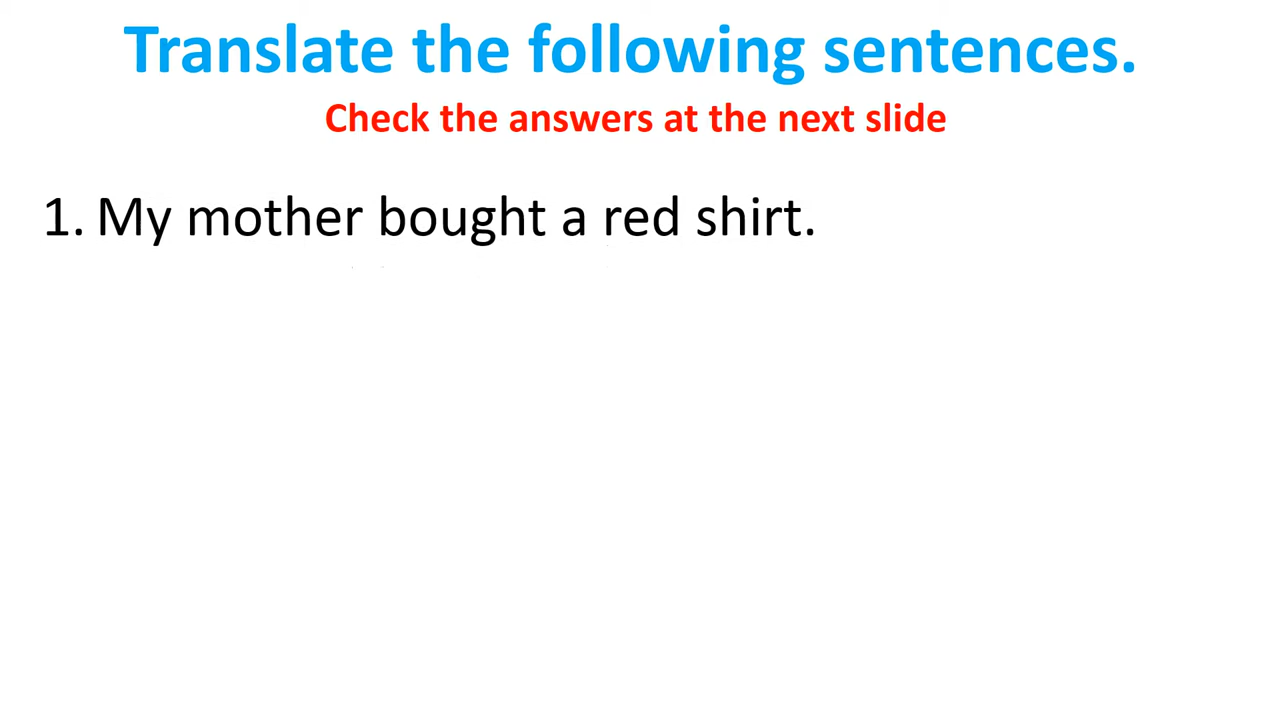 Translate the following sentences.
Check the answers at the next slide
1. My mother bought a red shirt.